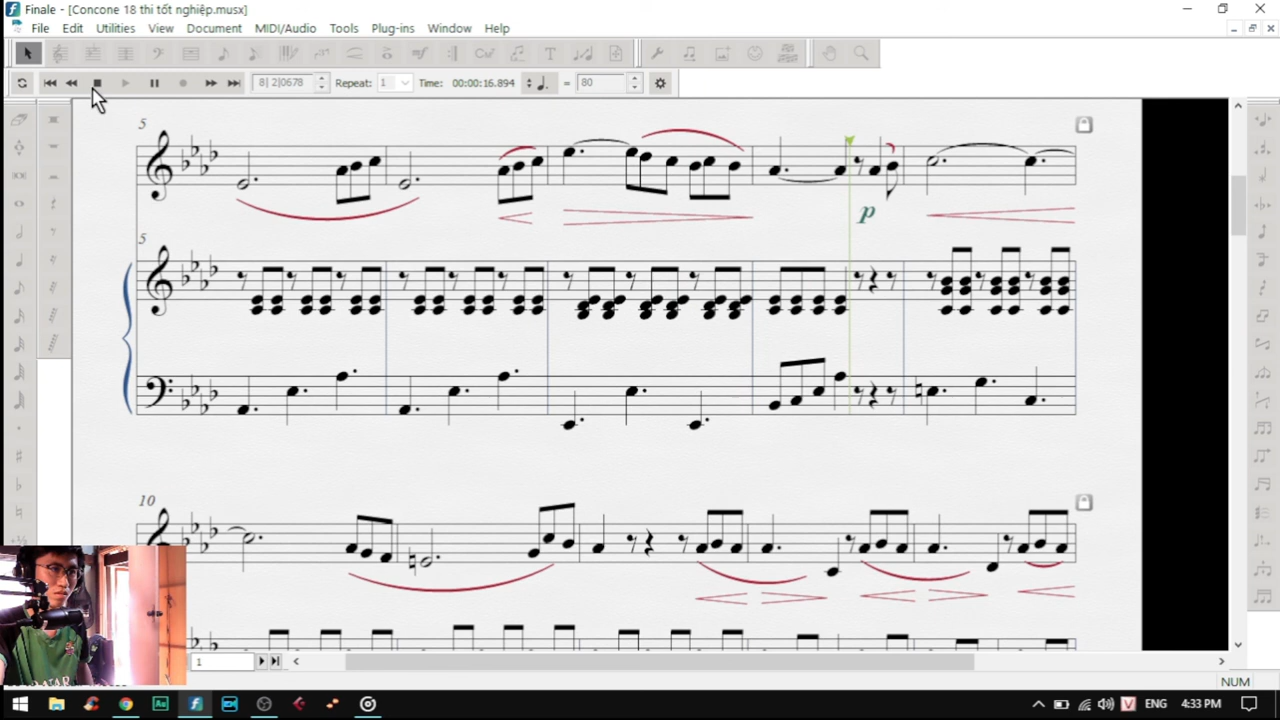 Finale - [Concone 18 thi tốt nghiệp.musx]
File Edit Utilities View Document MIDI/Audio Tools Plug-ins Window Help
8| 2|0678 Repeat: 1 Time: 00:00:16.894 = 80
5
p
5
10
1
NUM
ENG 4:33 PM